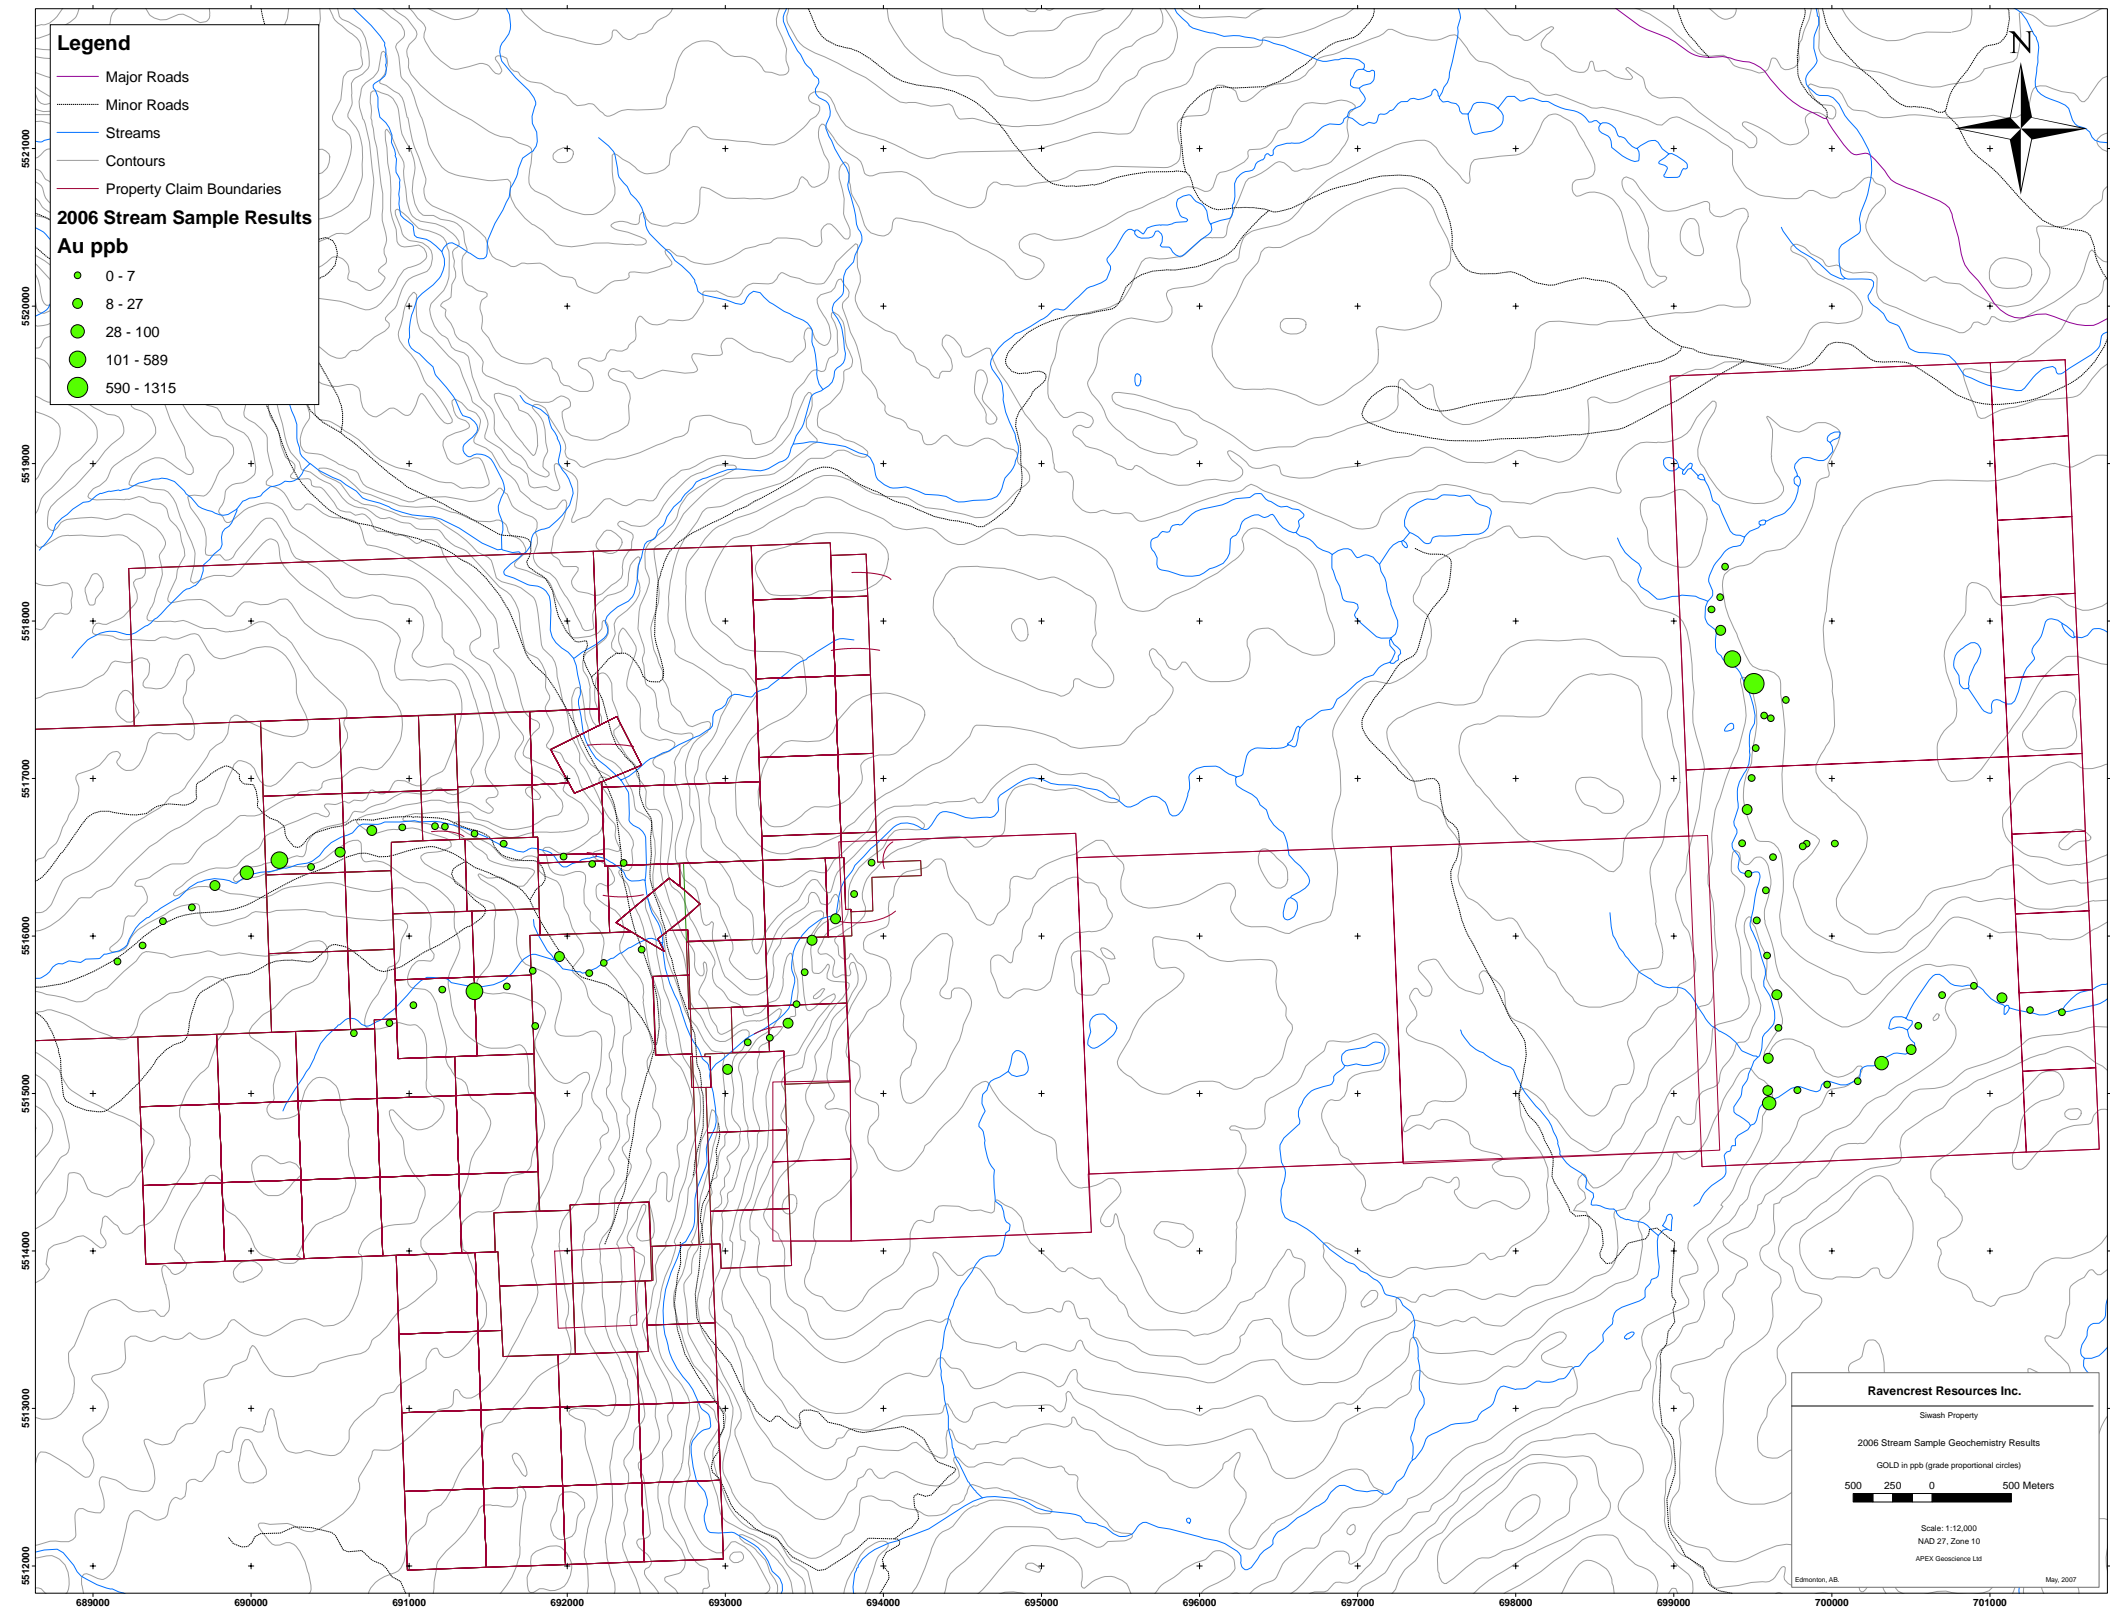 Legend
Major Roads
Minor Roads
Streams
Contours
Property Claim Boundaries
2006 Stream Sample Results
Au ppb
0 - 7
8 - 27
28 - 100
101 - 589
590 - 1315
N
5521000
5520000
5519000
5518000
5517000
5516000
5515000
5514000
5513000
5512000
Ravencrest Resources Inc.
Siwash Property
2006 Stream Sample Geochemistry Results
GOLD in ppb (grade proportional circles)
500 250 0 500 Meters
Scale: 1:12,000
NAD 27, Zone 10
APEX Geoscience Ltd
Edmonton, AB. May, 2007
689000 690000 691000 692000 693000 694000 695000 696000 697000 698000 699000 700000 701000